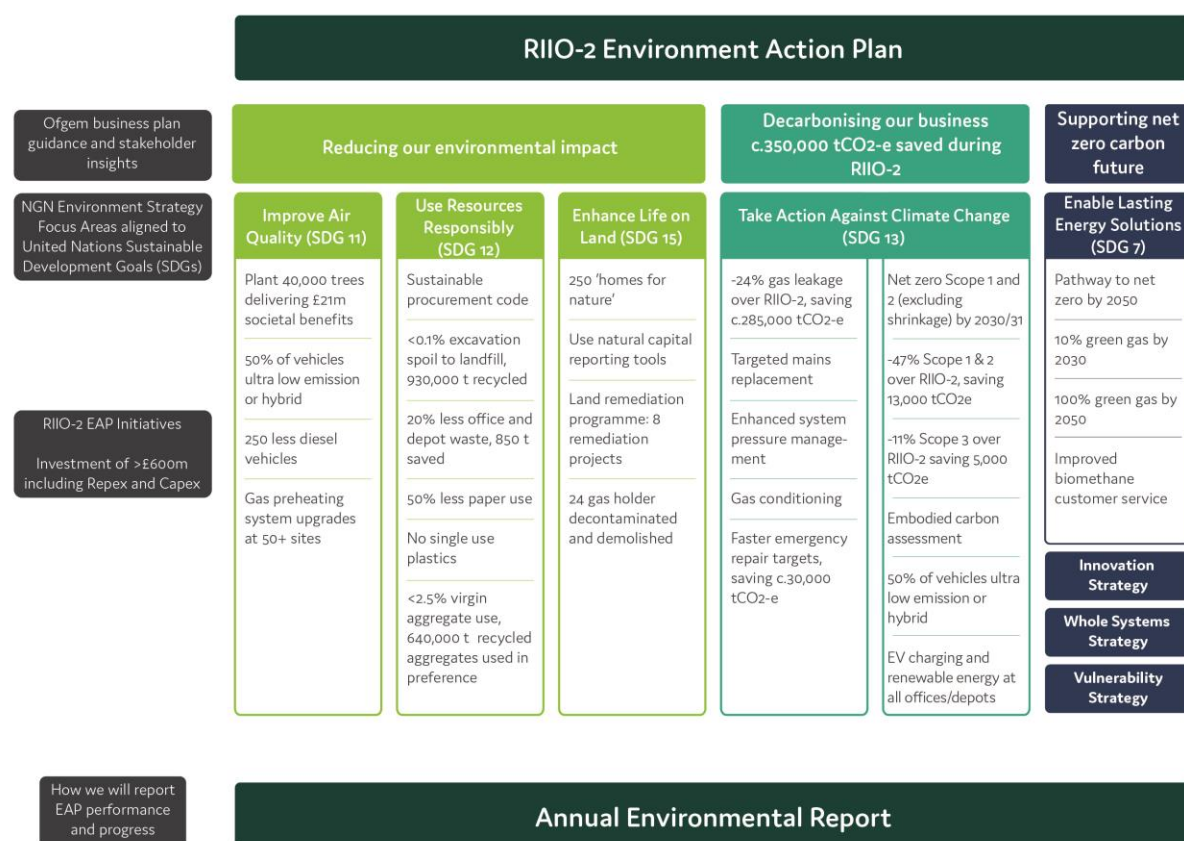 RIIO-2 Environment Action Plan
Ofgem business plan
guidance and stakeholder
insights
Reducing our environmental impact
Decarbonising our business
c.350,000 tCO2-e saved during
RIIO-2
Supporting net
zero carbon
future
NGN Environment Strategy
Focus Areas aligned to
United Nations Sustainable
Development Goals (SDGs)
Improve Air
Quality (SDG 11)
Use Resources
Responsibly
(SDG 12)
Enhance Life on
Land (SDG 15)
Take Action Against Climate Change
(SDG 13)
Enable Lasting
Energy Solutions
(SDG 7)
RIIO-2 EAP Initiatives
Investment of >£600m
including Repex and Capex
Plant 40,000 trees
delivering £21m
societal benefits
50% of vehicles
ultra low emission
or hybrid
250 less diesel
vehicles
Gas preheating
system upgrades
at 50+ sites
Sustainable
procurement code
<0.1% excavation
spoil to landfill,
930,000 t recycled
20% less office and
depot waste, 850 t
saved
50% less paper use
No single use
plastics
<2.5% virgin
aggregate use,
640,000 t recycled
aggregates used in
preference
250 'homes for
nature'
Use natural capital
reporting tools
Land remediation
programme: 8
remediation
projects
24 gas holder
decontaminated
and demolished
-24% gas leakage
over RIIO-2, saving
c.285,000 tCO2-e
Targeted mains
replacement
Enhanced system
pressure manage-
ment
Gas conditioning
Faster emergency
repair targets,
saving c.30,000
tCO2-e
Net zero Scope 1 and
2 (excluding
shrinkage) by 2030/31
-47% Scope 1 & 2
over RIIO-2, saving
13,000 tCO2e
-11% Scope 3 over
RIIO-2 saving 5,000
tCO2e
Embodied carbon
assessment
50% of vehicles ultra
low emission or
hybrid
EV charging and
renewable energy at
all offices/depots
Pathway to net
zero by 2050
10% green gas by
2030
100% green gas by
2050
Improved
biomethane
customer service
Innovation
Strategy
Whole Systems
Strategy
Vulnerability
Strategy
How we will report
EAP performance
and progress
Annual Environmental Report